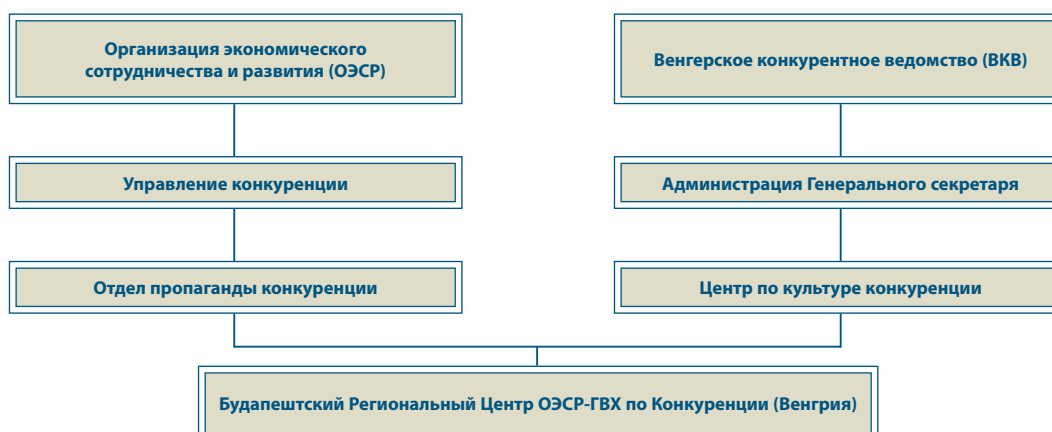 Организация экономического
сотрудничества и развития (ОЭСР)
Венгерское конкурентное ведомство (ВКВ)
Управление конкуренции
Администрация Генерального секретаря
Отдел пропаганды конкуренции
Центр по культуре конкуренции
Будапештский Региональный Центр ОЭСР-ГВХ по Конкуренции (Венгрия)